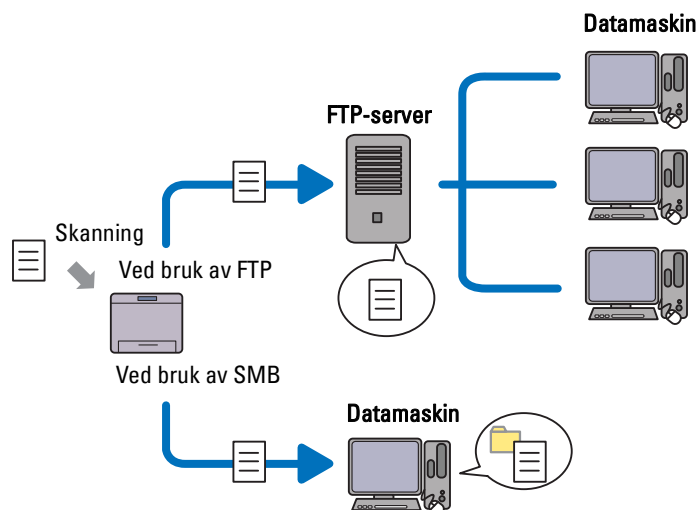 Datamaskin
FTP-server
Skanning
Ved bruk av FTP
Ved bruk av SMB
Datamaskin